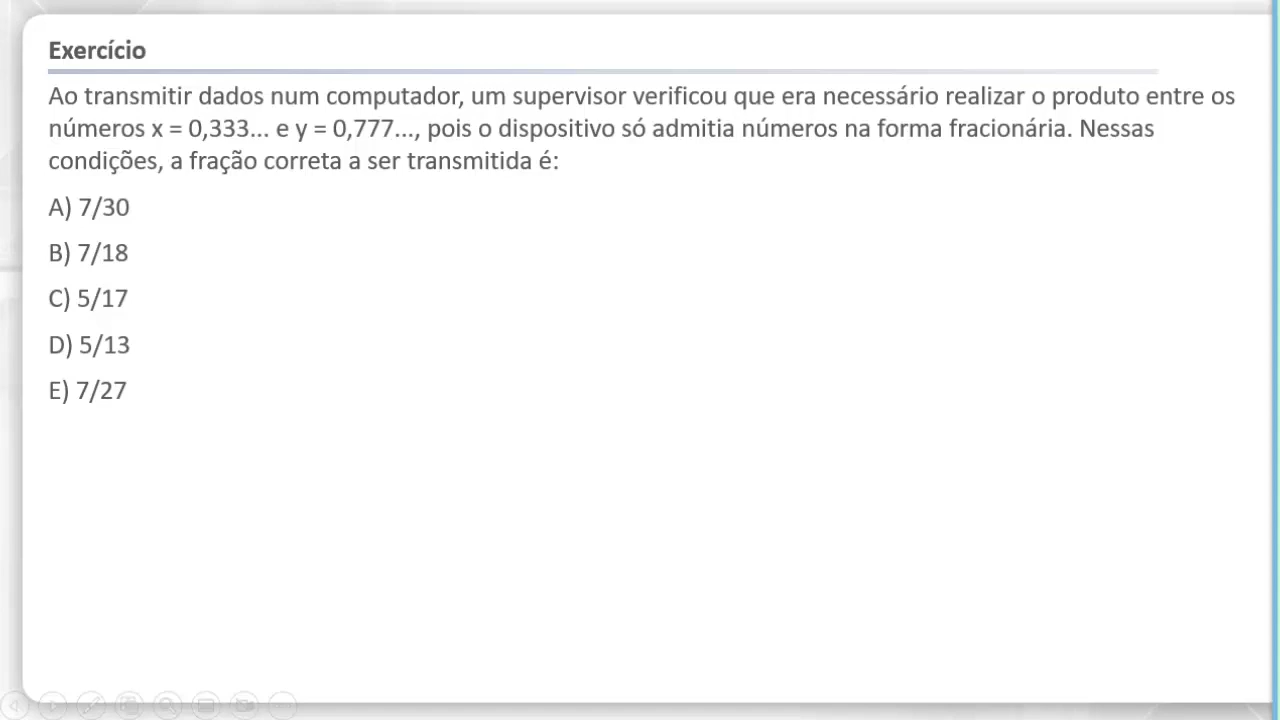 Exercício
Ao transmitir dados num computador, um supervisor verificou que era necessário realizar o produto entre os
números x = 0,333... e y = 0,777..., pois o dispositivo só admitia números na forma fracionária. Nessas
condições, a fração correta a ser transmitida é:
A) 7/30
B) 7/18
C) 5/17
D) 5/13
E) 7/27